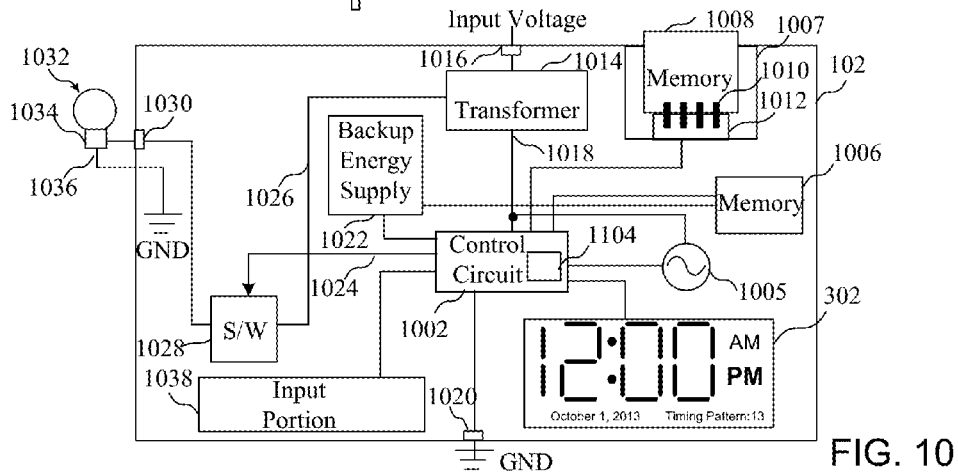 Input Voltage
1008
1007
1032
1016
1014
1010
1012
102
Memory
1034
1030
Transformer
Backup
Energy
Supply
1018
1006
1036
1026
Memory
GND
1022
Control
Circuit
1104
1024
1002
1005
302
S/W
1028
12:00
AM
PM
1038
Input
Portion
1020
October 1, 2013
Timing Pattern:13
GND
FIG. 10